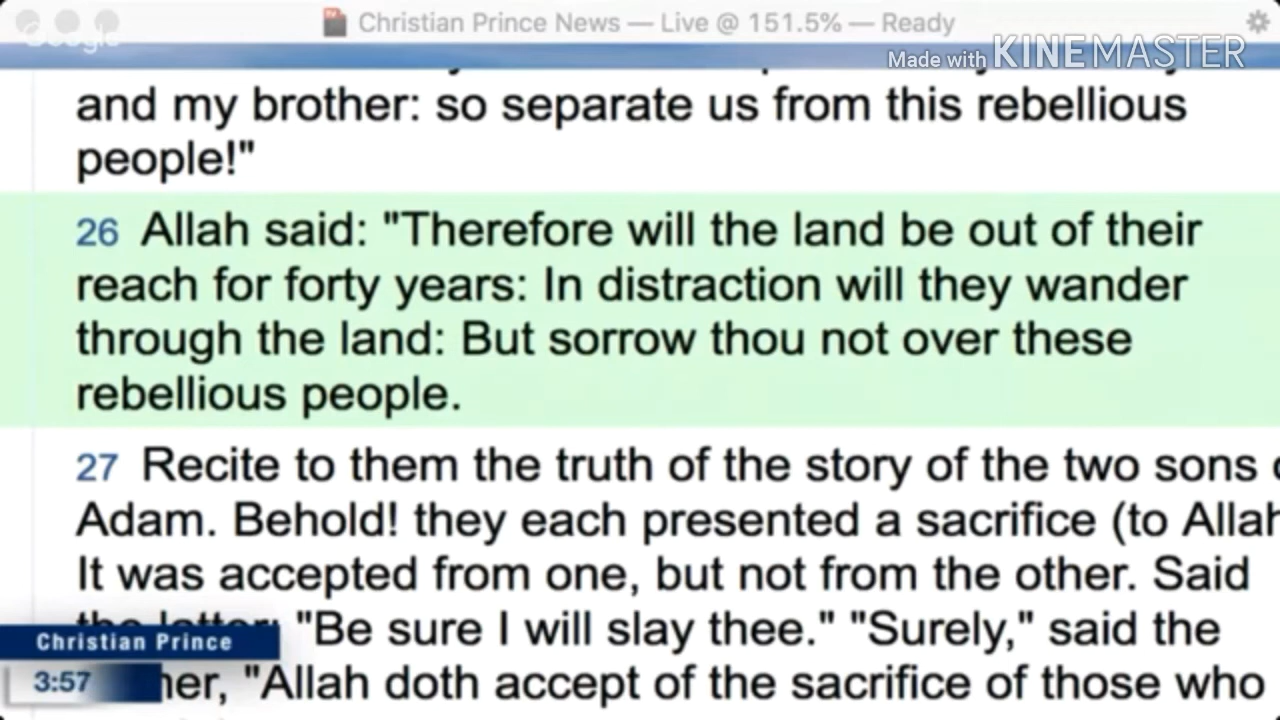 Christian Prince News — Live @ 151.5% — Ready
Google
Made with KINEMASTER
and my brother: so separate us from this rebellious
people!"
26 Allah said: "Therefore will the land be out of their
reach for forty years: In distraction will they wander
through the land: But sorrow thou not over these
rebellious people.
27 Recite to them the truth of the story of the two sons
Adam. Behold! they each presented a sacrifice (to Allah
It was accepted from one, but not from the other. Said
the latter: "Be sure I will slay thee." "Surely," said the
Christian Prince
3:57
her, "Allah doth accept of the sacrifice of those who